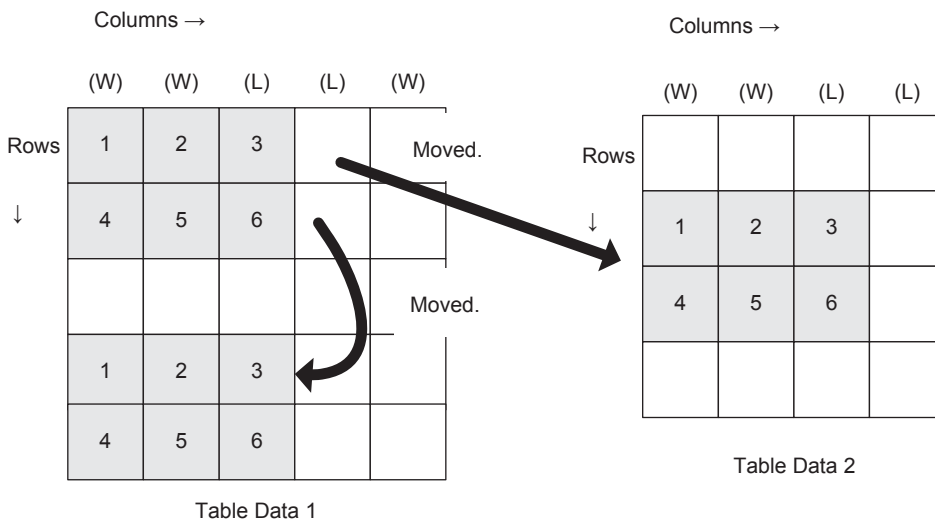 Columns →
(W) (W) (L) (L) (W)
Rows
↓
1 2 3
4 5 6
1 2 3
4 5 6
Moved.
Moved.
Table Data 1
Columns →
(W) (W) (L) (L)
Rows
↓
1 2 3
4 5 6
Table Data 2